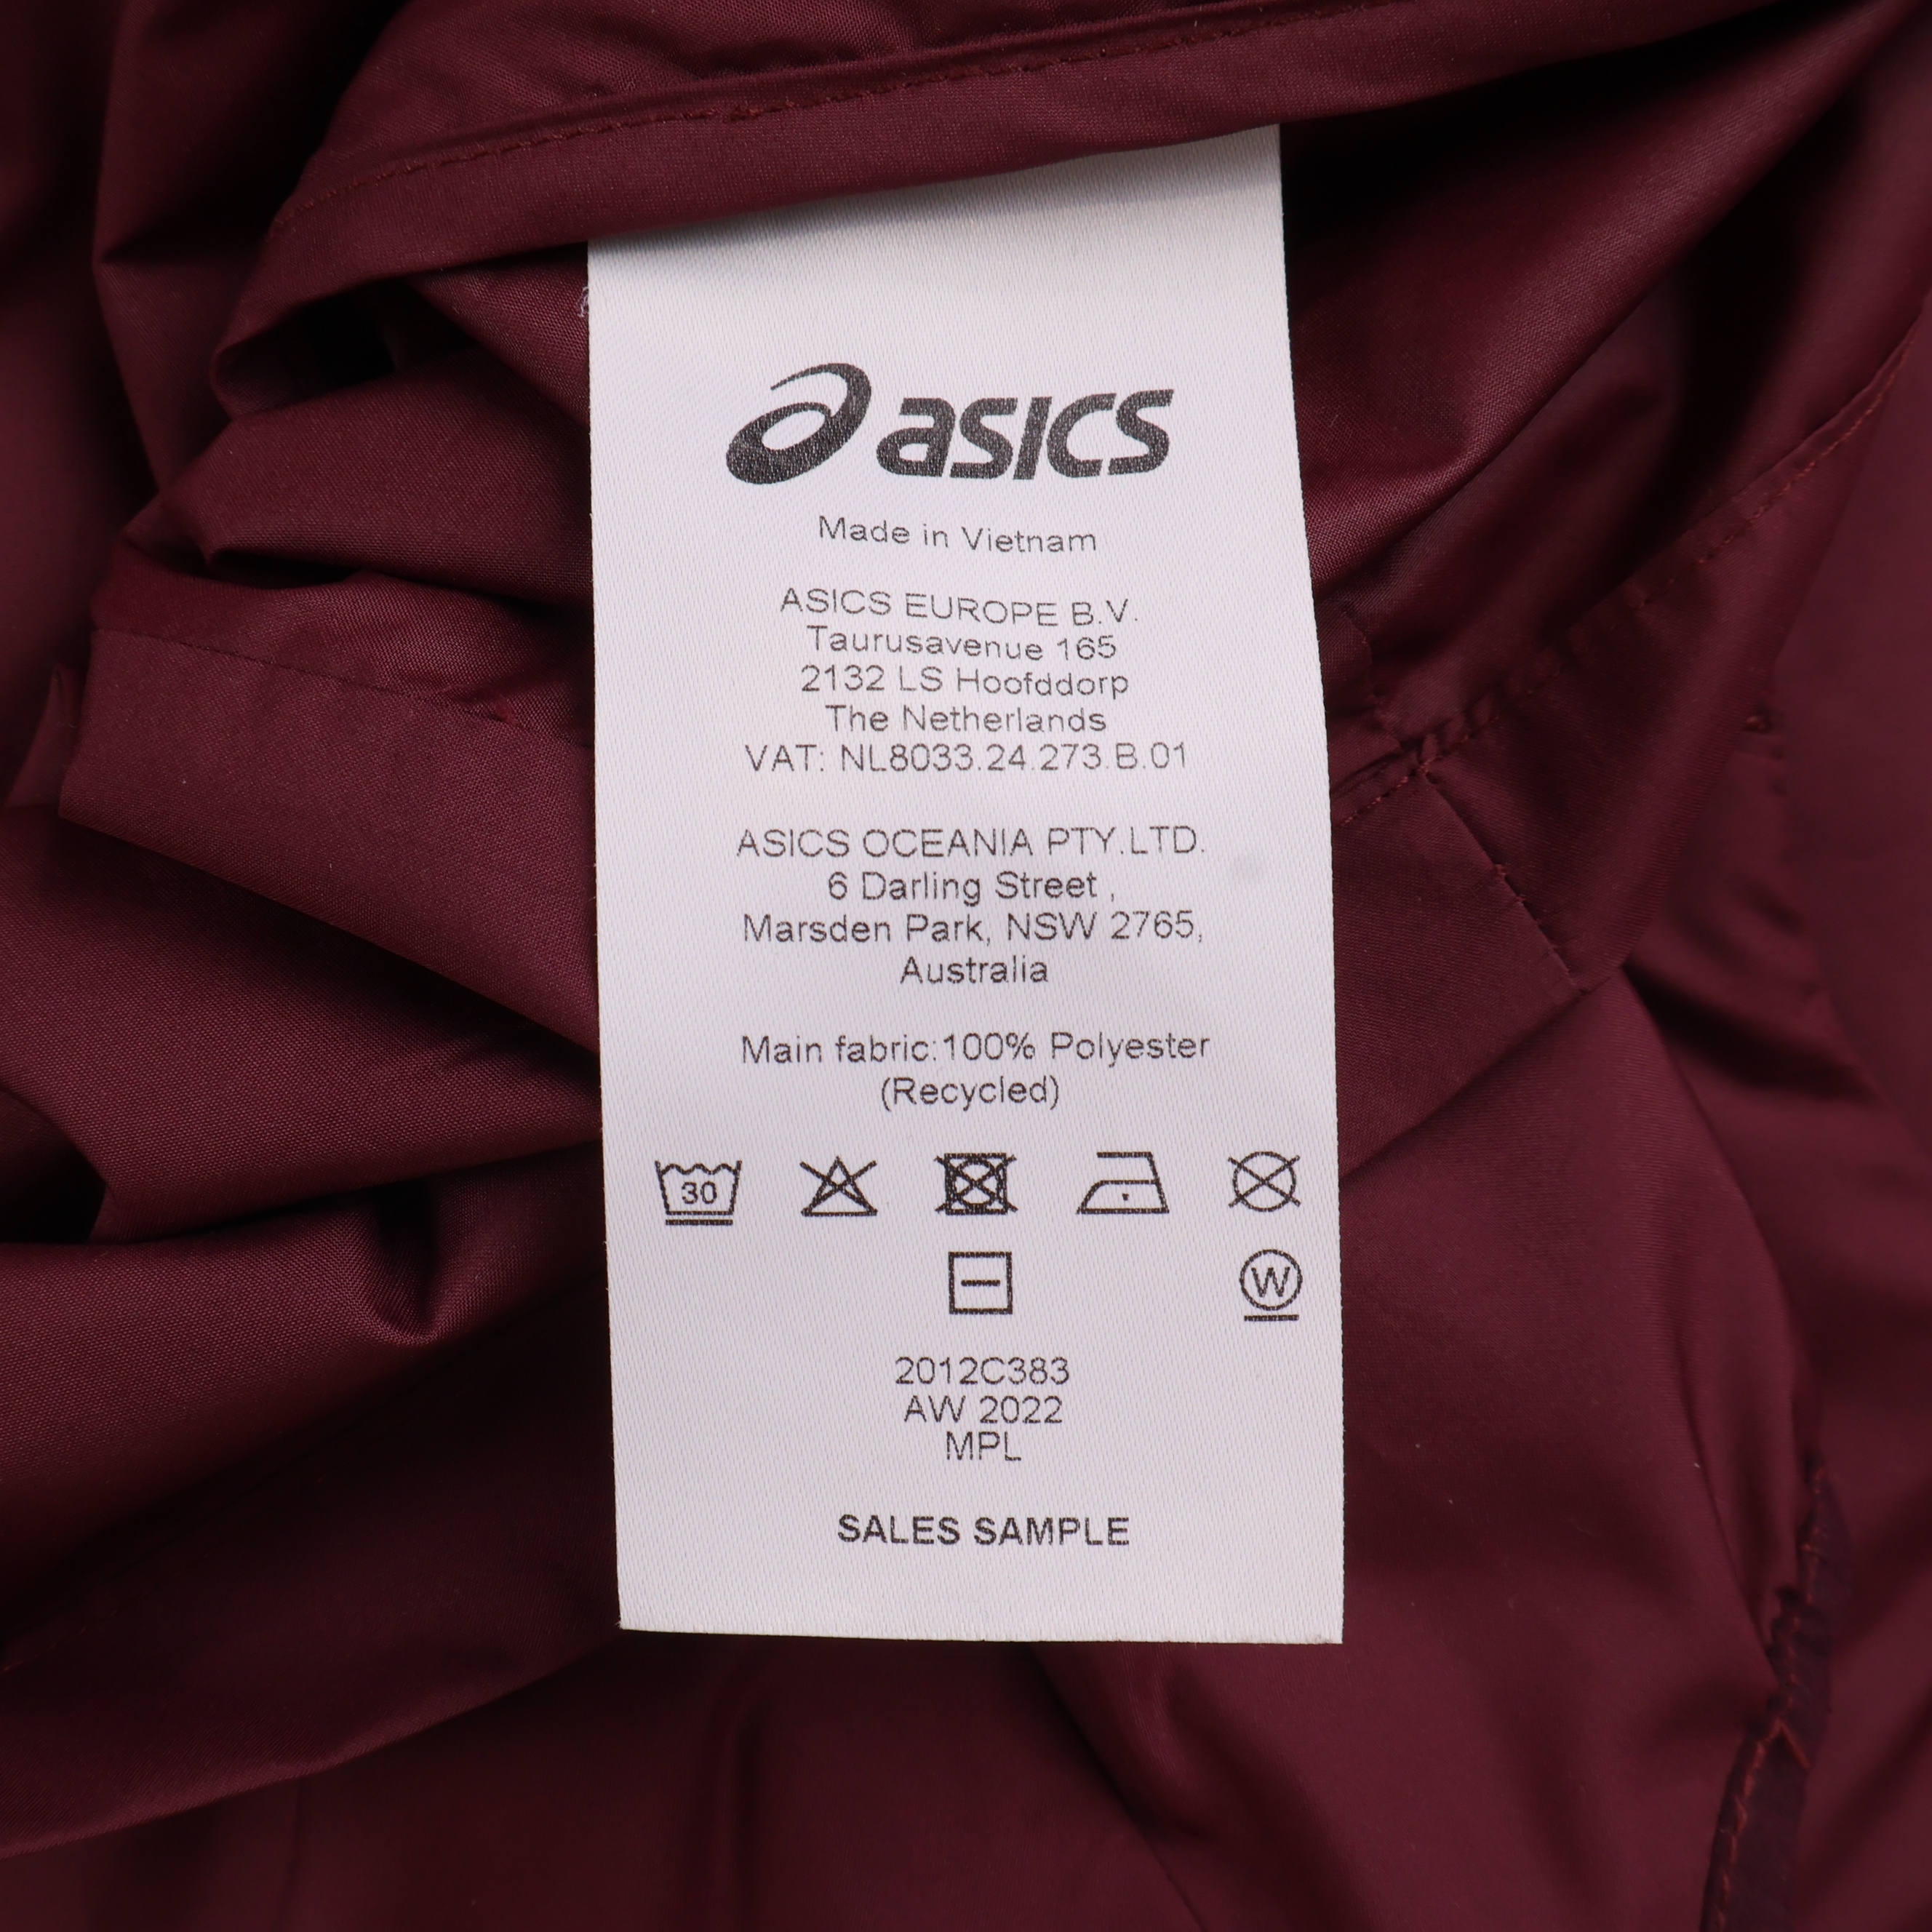 asics
Made in Vietnam
ASICS EUROPE B.V.
Taurusavenue 165
2132 LS Hoofddorp
The Netherlands
VAT: NL8033.24.273.B.01
ASICS OCEANIA PTY.LTD.
6 Darling Street ,
Marsden Park, NSW 2765,
Australia
Main fabric:100% Polyester
(Recycled)
30
W
2012C383
AW 2022
MPL
SALES SAMPLE